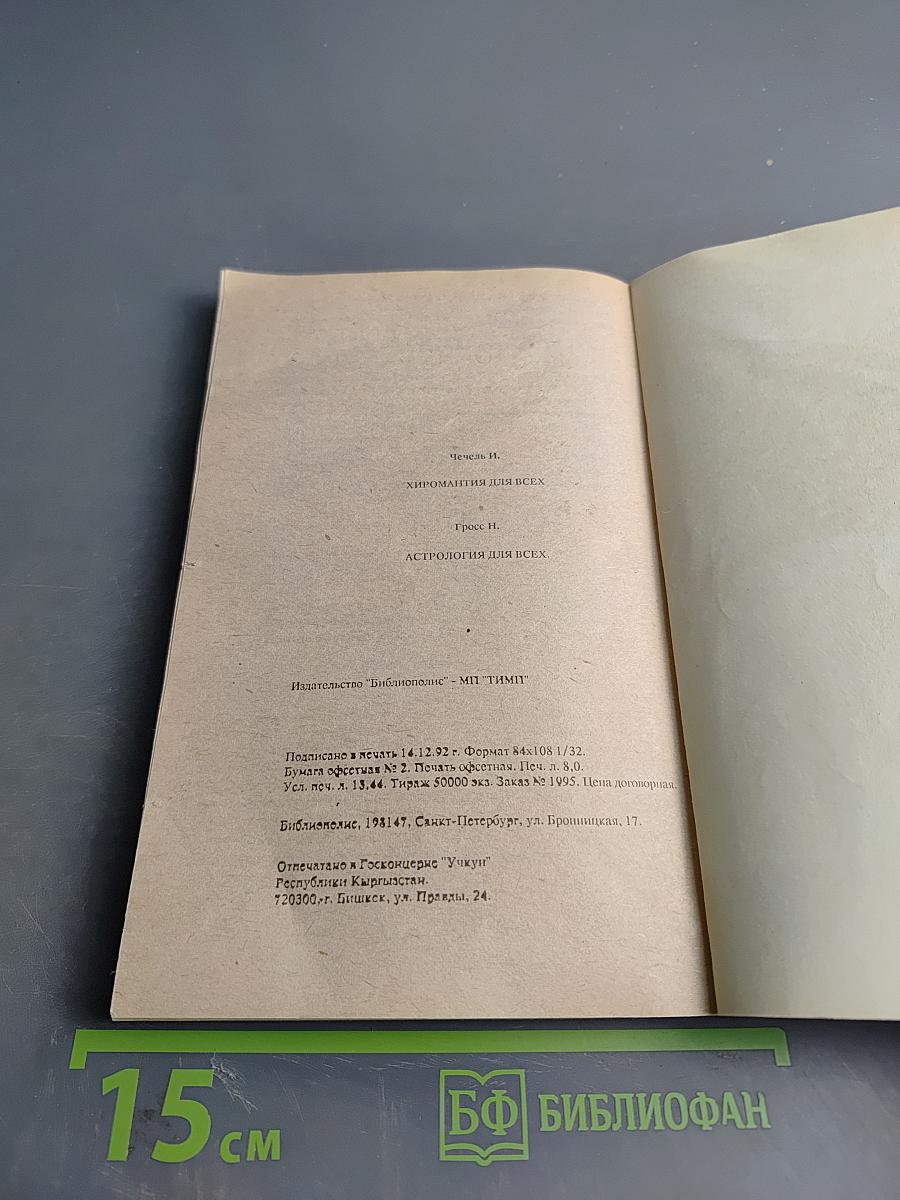 Чечель И.
ХИРОМАНТИЯ ДЛЯ ВСЕХ
Гросс Н.
АСТРОЛОГИЯ ДЛЯ ВСЕХ.
Издательство "Библиополис" - МП "ТИМП"
Подписано в печать 14.12.92 г. Формат 84х108 1/32.
Бумага офсетная № 2. Печать офсетная. Печ. л. 8,0.
Усл. печ. л. 13,44. Тираж 50000 экз. Заказ № 1995. Цена договорная.
Библиополис, 198147, Санкт-Петербург, ул. Бронницкая, 17.
Отпечатано в Госконцерне "Учкун"
Республики Кыргызстан.
720300, г. Бишкек, ул. Правды, 24.
15 см
БФ БИБЛИОФАН